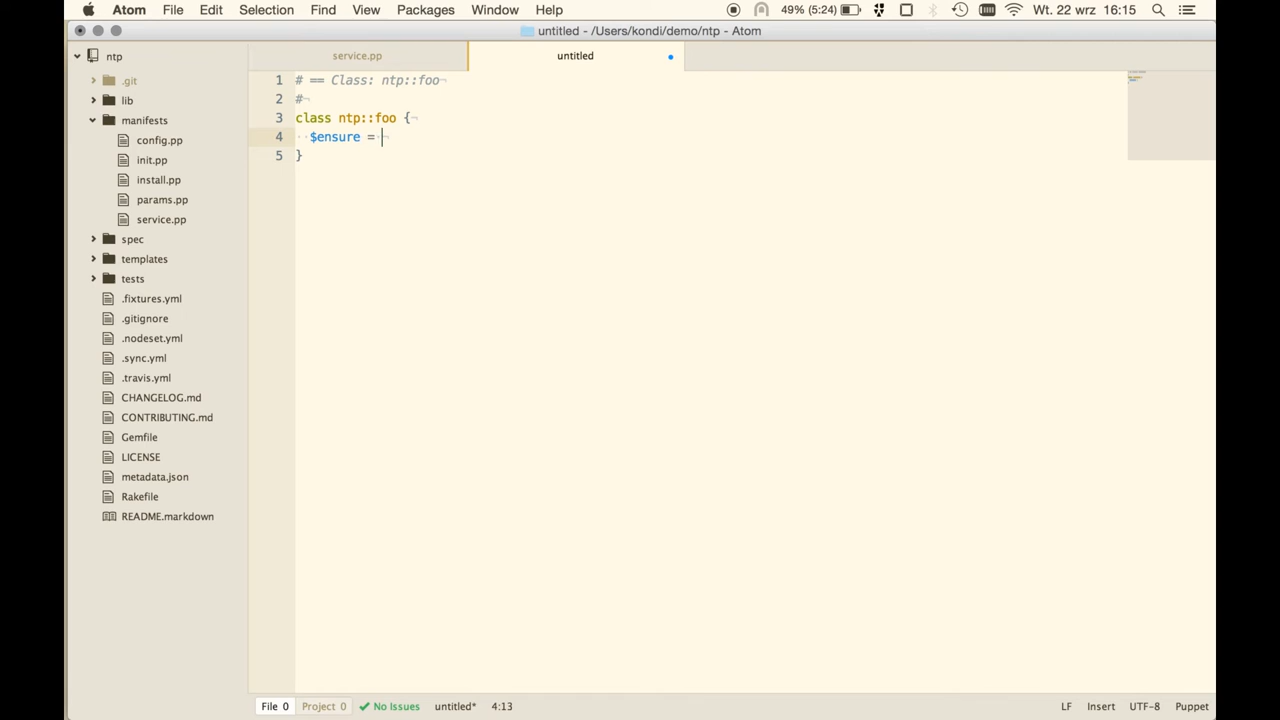 Atom File Edit Selection Find View Packages Window Help 49% (5:24) Wt. 22 wrz 16:15
untitled - /Users/kondi/demo/ntp - Atom
ntp
service.pp
untitled
.git
lib
manifests
config.pp
init.pp
install.pp
params.pp
service.pp
spec
templates
tests
.fixtures.yml
.gitignore
.nodeset.yml
.sync.yml
.travis.yml
CHANGELOG.md
CONTRIBUTING.md
Gemfile
LICENSE
metadata.json
Rakefile
README.markdown
1 # == Class: ntp::foo
2 #
3 class ntp::foo {
4 $ensure =
5 }
File 0 Project 0 No Issues untitled* 4:13 LF Insert UTF-8 Puppet